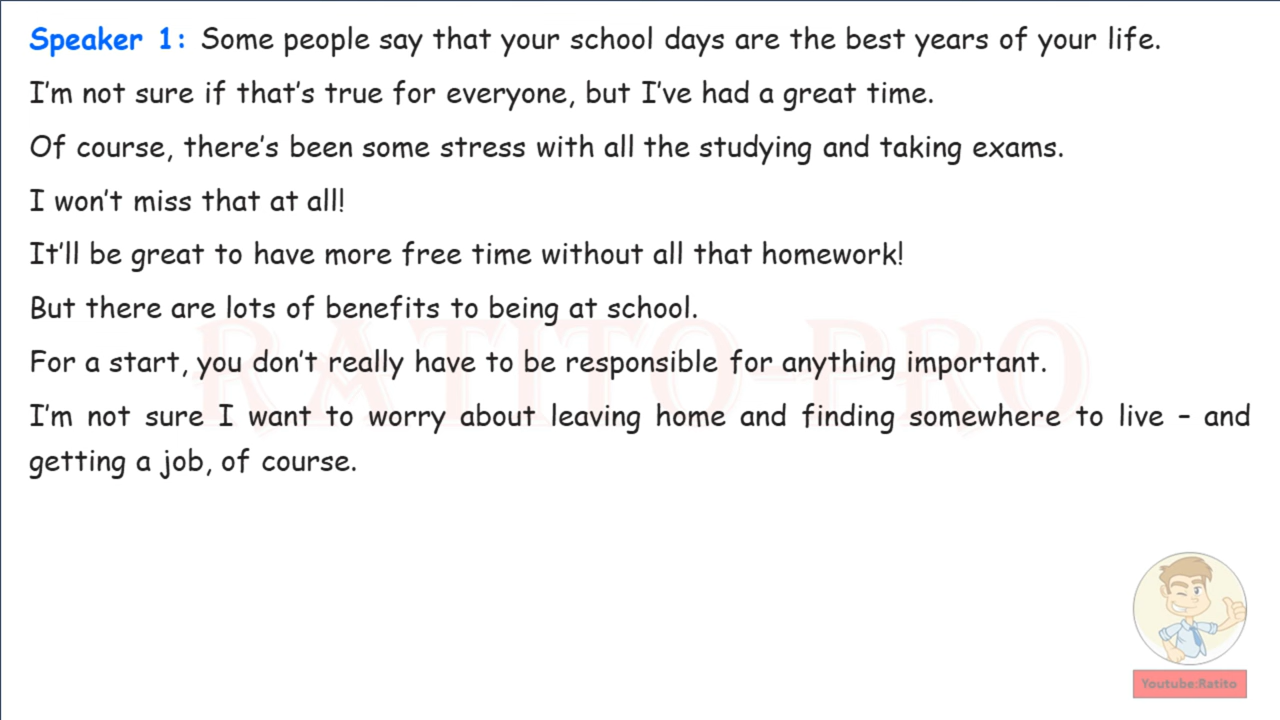 Speaker 1: Some people say that your school days are the best years of your life.
I'm not sure if that's true for everyone, but I've had a great time.
Of course, there's been some stress with all the studying and taking exams.
I won't miss that at all!
It'll be great to have more free time without all that homework!
But there are lots of benefits to being at school.
For a start, you don't really have to be responsible for anything important.
RATITO-PRO
I'm not sure I want to worry about leaving home and finding somewhere to live – and
getting a job, of course.
Youtube:Ratito